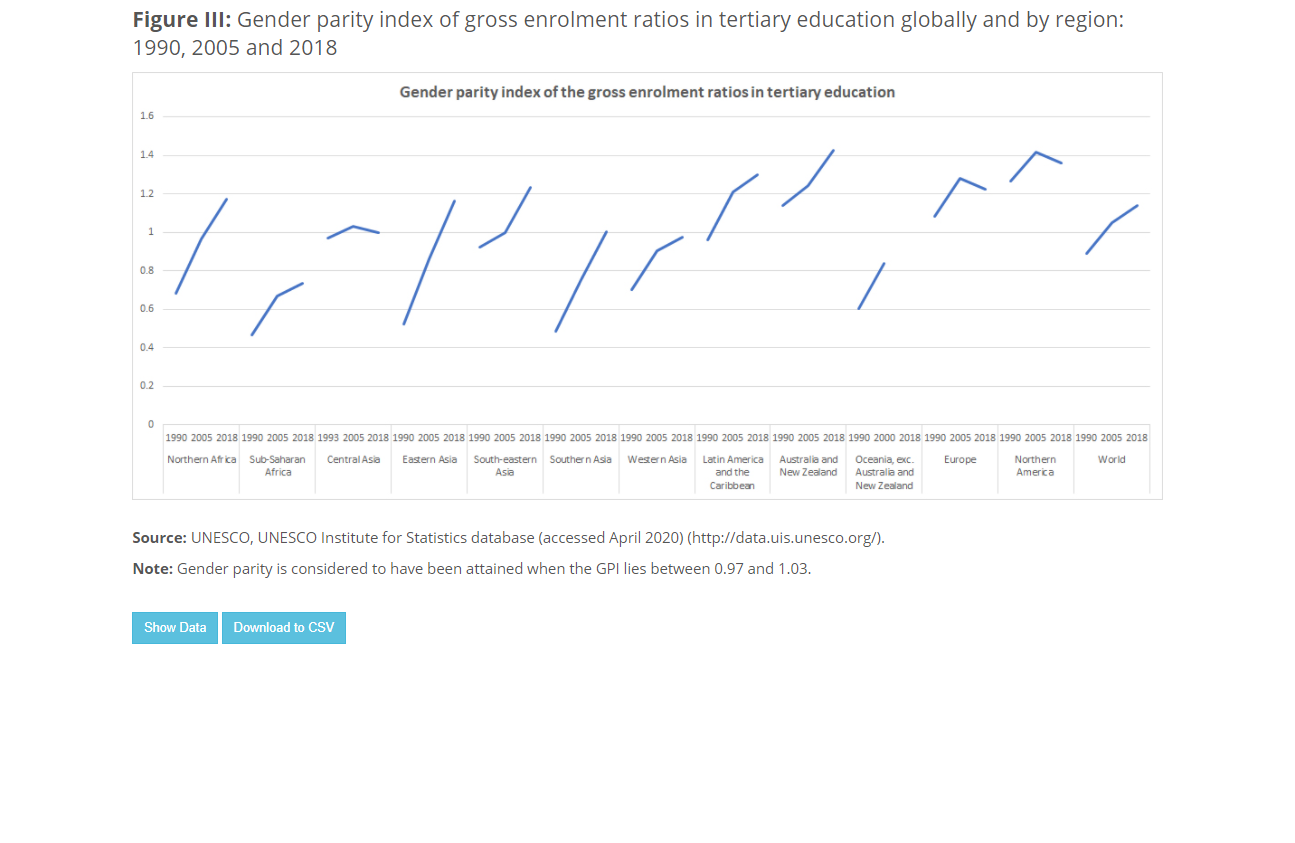 Figure III: Gender parity index of gross enrolment ratios in tertiary education globally and by region:
1990, 2005 and 2018
Gender parity index of the gross enrolment ratios in tertiary education
1.6
1.4
1.2
1
0.8
0.6
0.4
0.2
0
1990 2005 2018 1990 2005 2018 1993 2005 2018 1990 2005 2018 1990 2005 2018 1990 2005 2018 1990 2005 2018 1990 2005 2018 1990 2005 2018 1990 2000 2018 1990 2005 2018 1990 2005 2018 1990 2005 2018
Northern Africa
Sub-Saharan
Africa
Central Asia
Eastern Asia
South-eastern
Asia
Southern Asia
Western Asia
Latin America
and the
Caribbean
Australia and
New Zealand
Oceania, exc.
Australia and
New Zealand
Europe
Northern
America
World
Source: UNESCO, UNESCO Institute for Statistics database (accessed April 2020) (http://data.uis.unesco.org/).
Note: Gender parity is considered to have been attained when the GPI lies between 0.97 and 1.03.
Show Data
Download to CSV